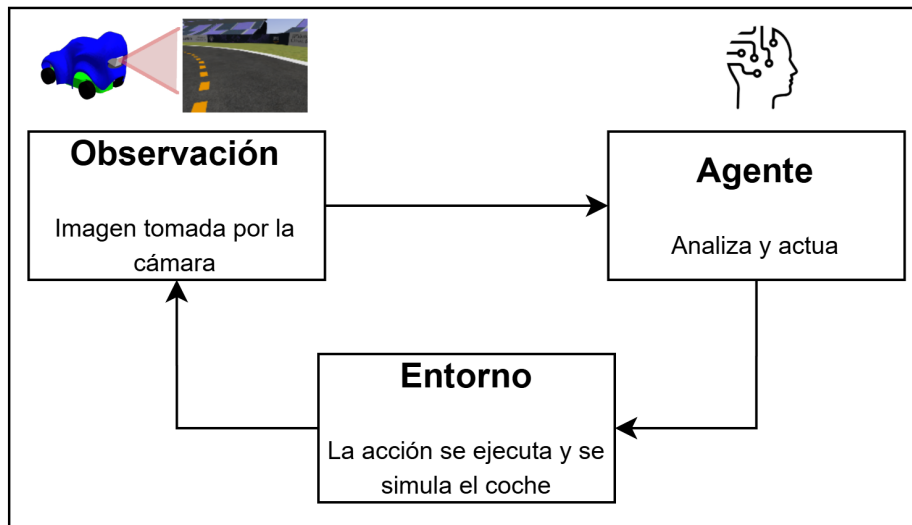 Observación
Imagen tomada por la
cámara
Agente
Analiza y actua
Entorno
La acción se ejecuta y se
simula el coche